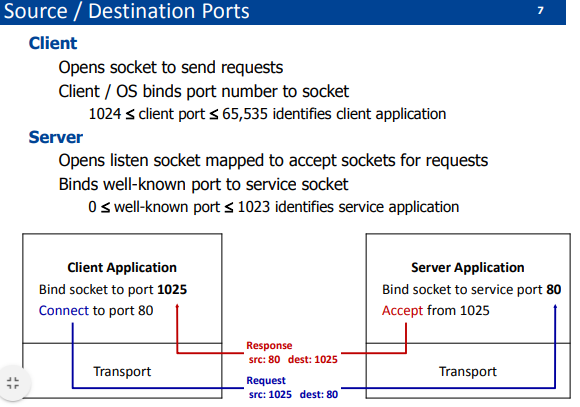 Source / Destination Ports
7
Client
Opens socket to send requests
Client / OS binds port number to socket
1024 ≤ client port ≤ 65,535 identifies client application
Server
Opens listen socket mapped to accept sockets for requests
Binds well-known port to service socket
0 ≤ well-known port ≤ 1023 identifies service application
Client Application
Bind socket to port 1025
Connect to port 80
Server Application
Bind socket to service port 80
Accept from 1025
Response
src: 80 dest: 1025
Transport
Transport
Request
src: 1025 dest: 80